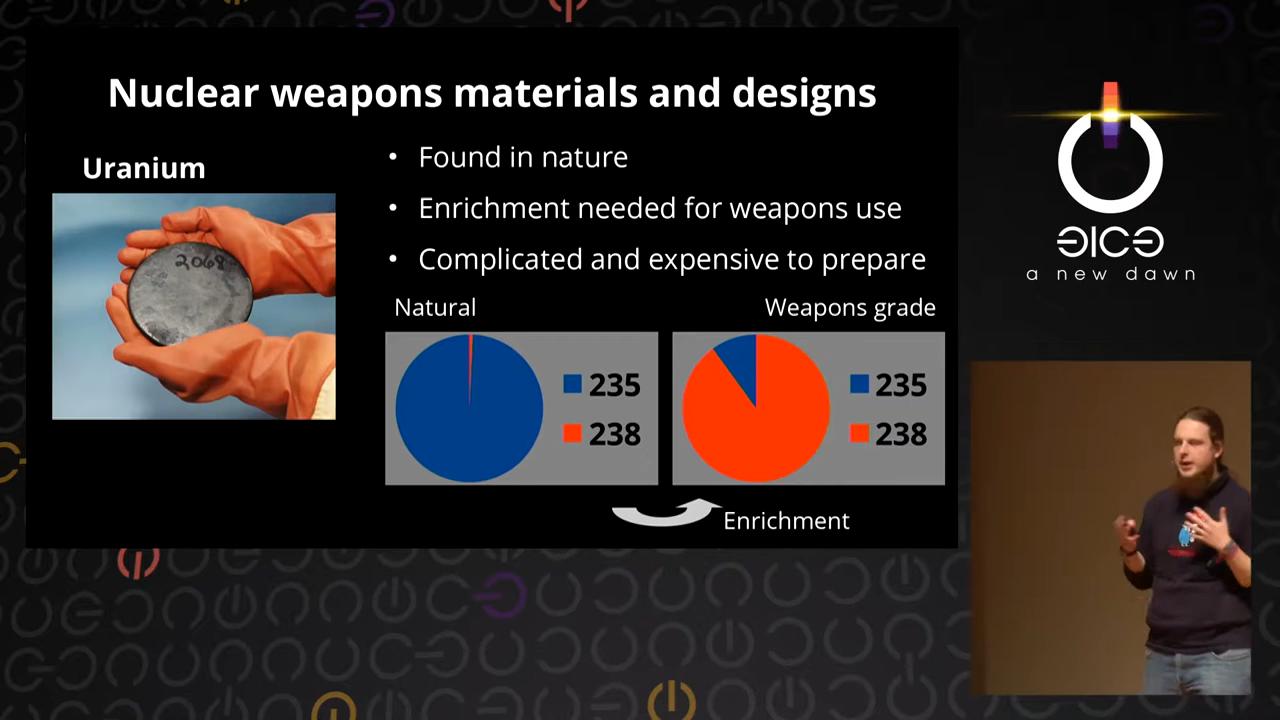 Nuclear weapons materials and designs
Uranium
2068
• Found in nature
• Enrichment needed for weapons use
• Complicated and expensive to prepare
Natural
235
238
Weapons grade
235
238
Enrichment
a new dawn